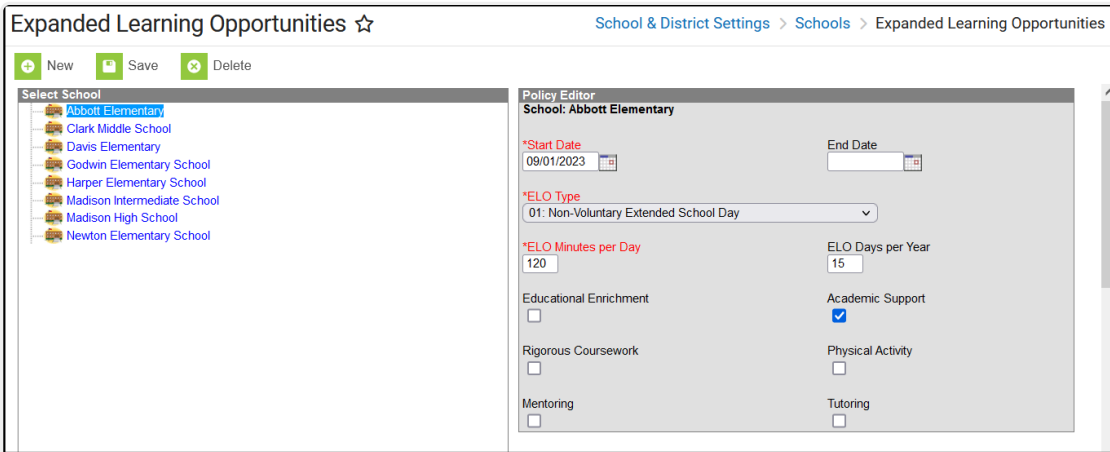 Expanded Learning Opportunities ☆
School & District Settings > Schools > Expanded Learning Opportunities
New Save Delete
Select School
Abbott Elementary
Clark Middle School
Davis Elementary
Godwin Elementary School
Harper Elementary School
Madison Intermediate School
Madison High School
Newton Elementary School
Policy Editor
School: Abbott Elementary
*Start Date End Date
09/01/2023
*ELO Type
01: Non-Voluntary Extended School Day
*ELO Minutes per Day ELO Days per Year
120 15
Educational Enrichment Academic Support
Rigorous Coursework Physical Activity
Mentoring Tutoring